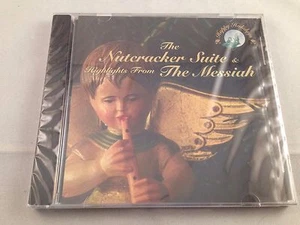 The
Nutcracker Suite &
Highlights From The Messiah